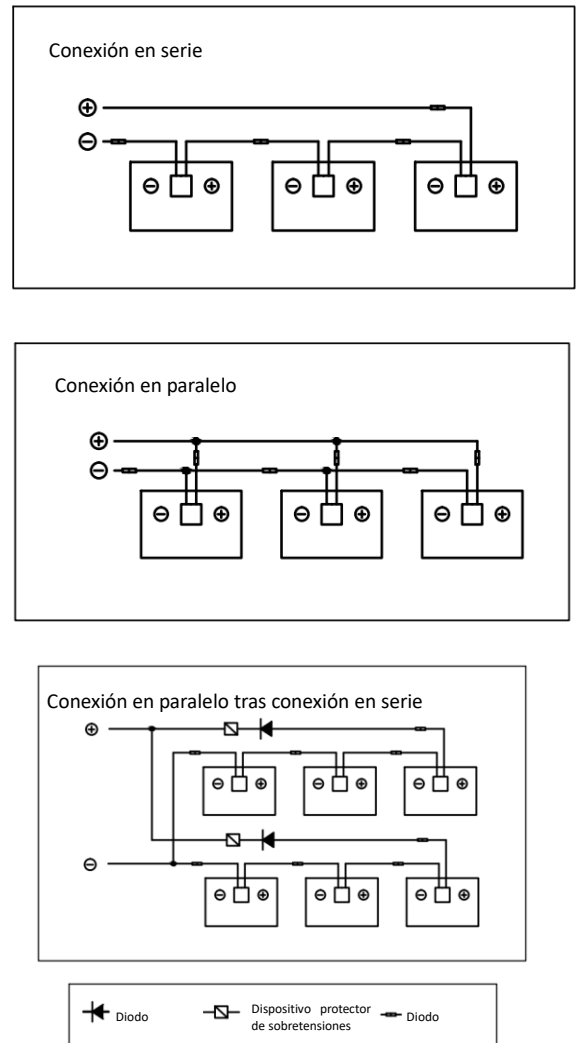 Conexión en serie
⊕
⊖
⊖ ⊕ ⊖ ⊕ ⊖ ⊕
Conexión en paralelo
⊕
⊖
⊖ ⊕ ⊖ ⊕ ⊖ ⊕
Conexión en paralelo tras conexión en serie
⊕
⊖ ⊕ ⊖ ⊕ ⊖ ⊕
⊖
⊖ ⊕ ⊖ ⊕ ⊖ ⊕
Diodo
Dispositivo protector
de sobretensiones
Diodo